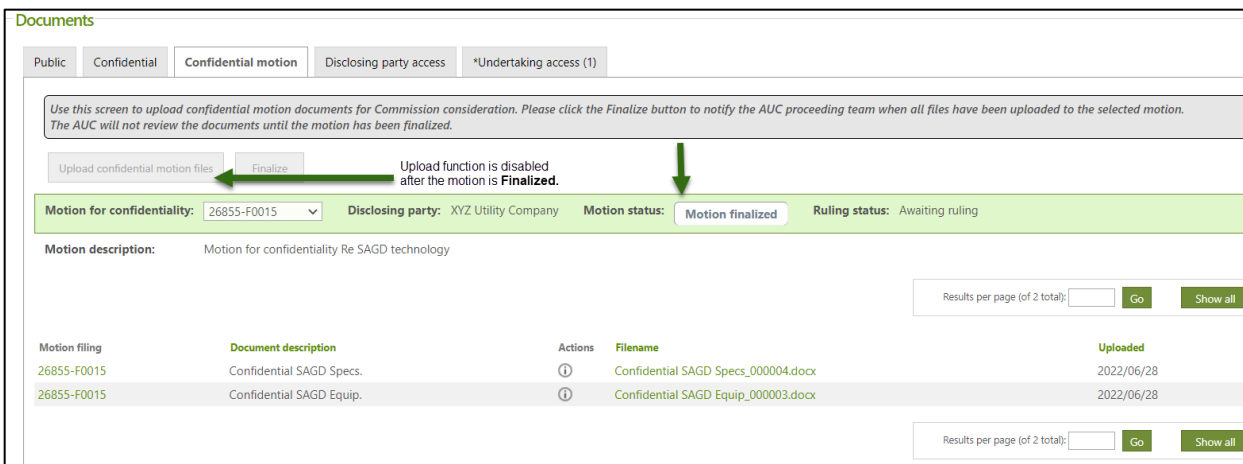 Documents
Public Confidential Confidential motion Disclosing party access *Undertaking access (1)
Use this screen to upload confidential motion documents for Commission consideration. Please click the Finalize button to notify the AUC proceeding team when all files have been uploaded to the selected motion.
The AUC will not review the documents until the motion has been finalized.
Upload confidential motion files Finalize
Upload function is disabled
after the motion is Finalized.
Motion for confidentiality: 26855-F0015 Disclosing party: XYZ Utility Company Motion status: Motion finalized Ruling status: Awaiting ruling
Motion description: Motion for confidentiality Re SAGD technology
Results per page (of 2 total): Go Show all
Motion filing Document description Actions Filename Uploaded
26855-F0015 Confidential SAGD Specs. Confidential SAGD Specs_000004.docx 2022/06/28
26855-F0015 Confidential SAGD Equip. Confidential SAGD Equip_000003.docx 2022/06/28
Results per page (of 2 total): Go Show all